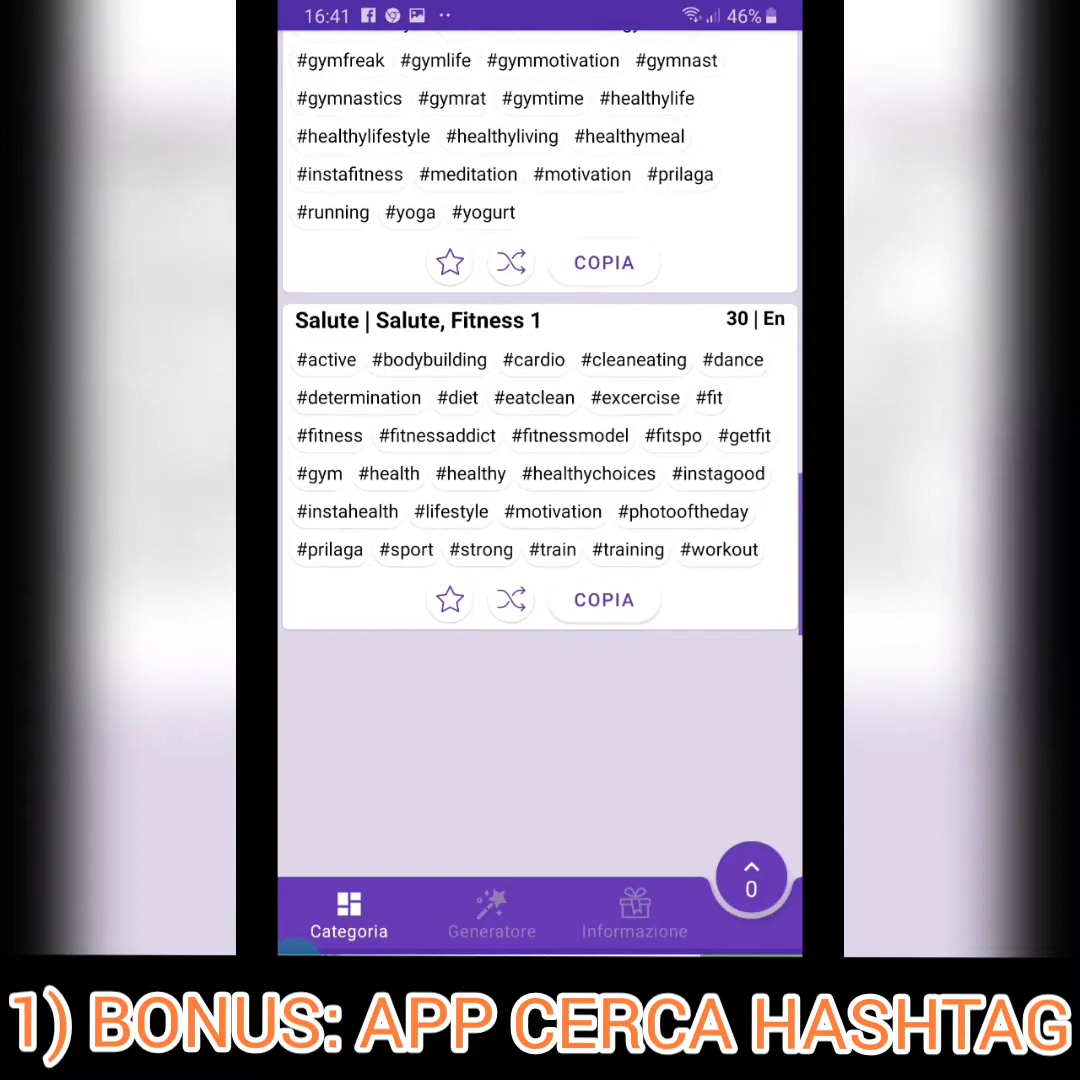 16:41 46%
#gymfreak #gymlife #gymmotivation #gymnast
#gymnastics #gymrat #gymtime #healthylife
#healthylifestyle #healthyliving #healthymeal
#instafitness #meditation #motivation #prilaga
#running #yoga #yogurt
COPIA
Salute | Salute, Fitness 1 30 | En
#active #bodybuilding #cardio #cleaneating #dance
#determination #diet #eatclean #excercise #fit
#fitness #fitnessaddict #fitnessmodel #fitspo #getfit
#gym #health #healthy #healthychoices #instagood
#instahealth #lifestyle #motivation #photooftheday
#prilaga #sport #strong #train #training #workout
COPIA
0
Categoria Generatore Informazione
1) BONUS: APP CERCA HASHTAG